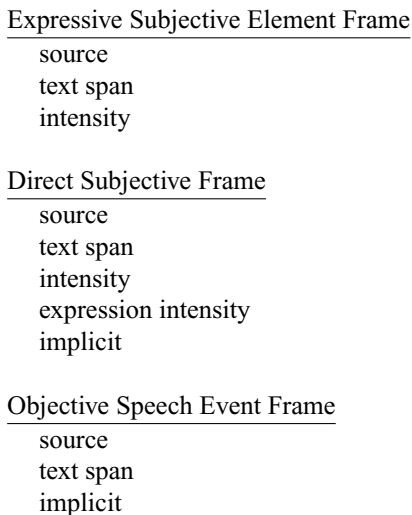 Expressive Subjective Element Frame
source
text span
intensity
Direct Subjective Frame
source
text span
intensity
expression intensity
implicit
Objective Speech Event Frame
source
text span
implicit